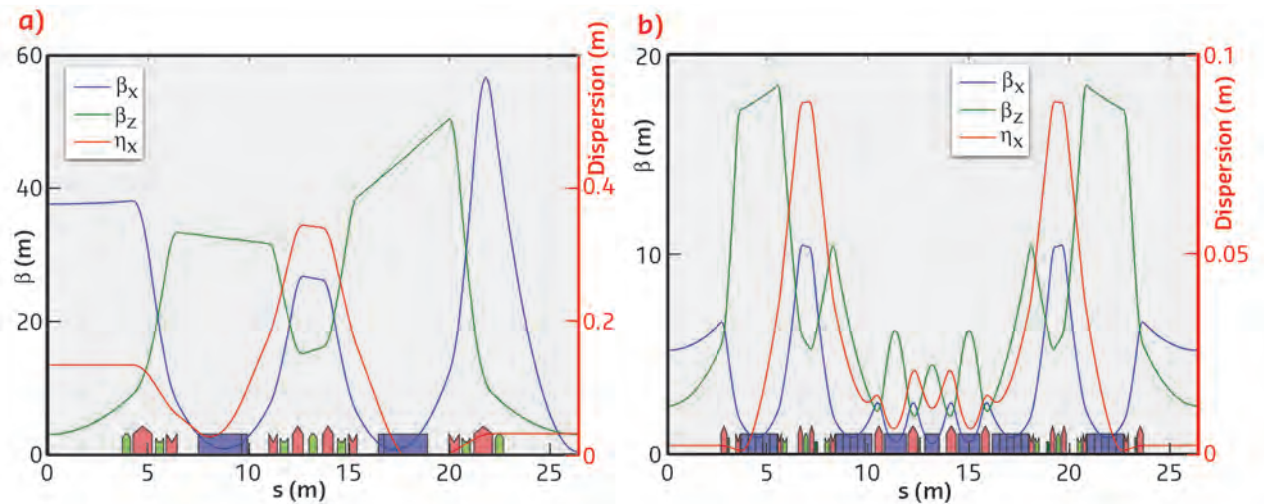 a)
60
40
20
0
β (m)
βx
βz
ηx
0.4
0.2
0
Dispersion (m)
0 5 10 15 20 25
s (m)
b)
20
10
0
β (m)
βx
βz
ηx
0.1
0.05
0
Dispersion (m)
0 5 10 15 20 25
s (m)